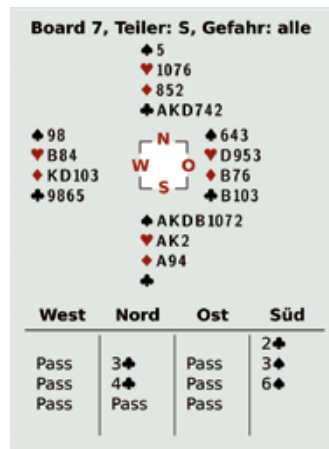 Board 7, Teiler: S, Gefahr: alle
♠5
♥1076
♦852
♣AKD742
♠98 ♠643
♥B84 N ♥D953
♦KD103 W O ♦B76
♣9865 S ♣B103
♠AKDB1072
♥AK2
♦A94
♣
West Nord Ost Süd
2♣
Pass 3♣ Pass 3♠
Pass 4♣ Pass 6♠
Pass Pass Pass